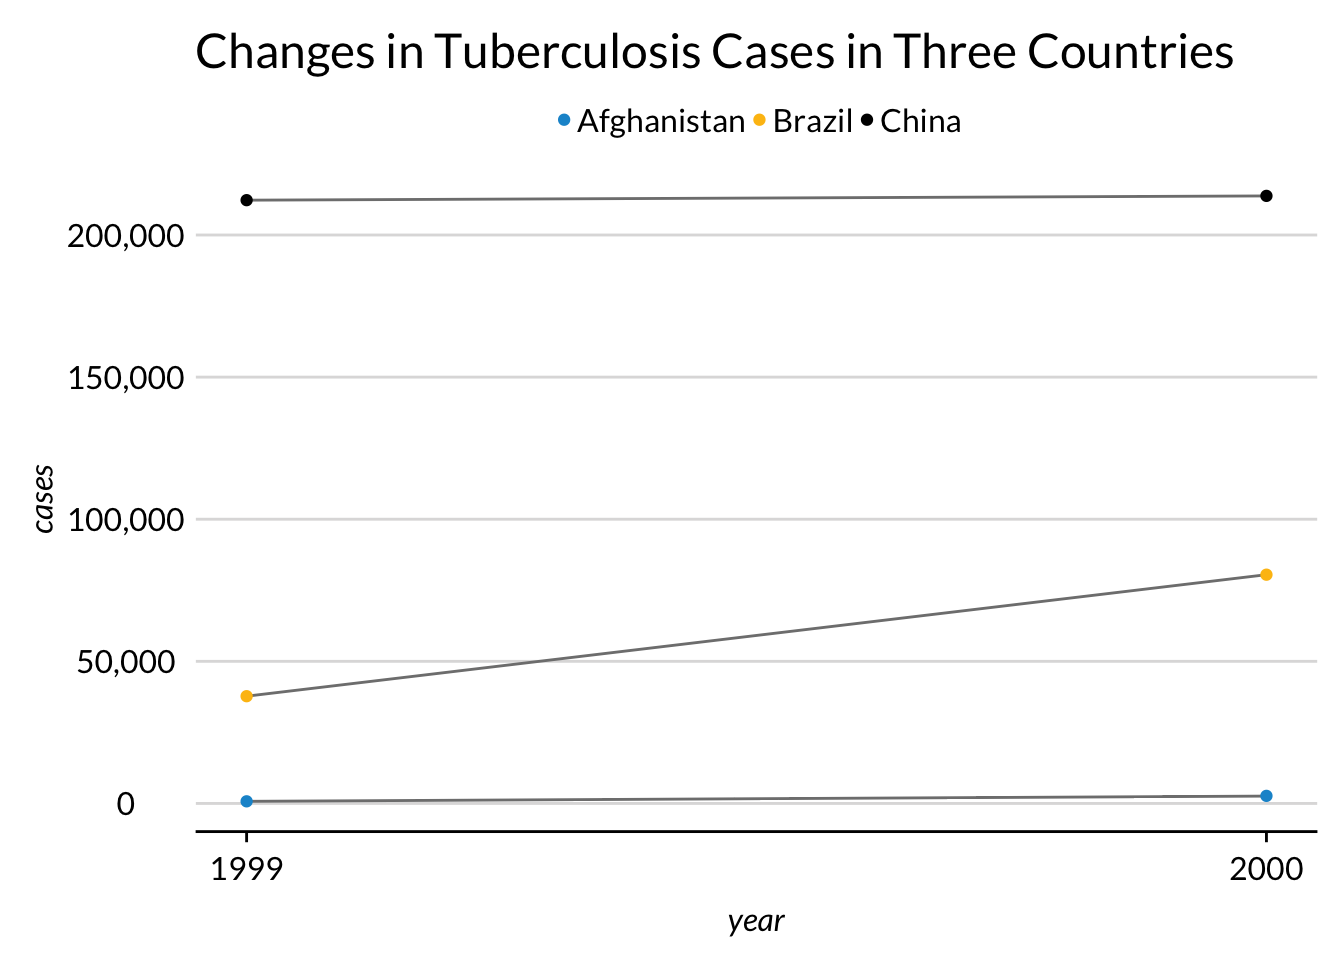 Changes in Tuberculosis Cases in Three Countries
Afghanistan Brazil China
200,000
150,000
100,000
50,000
0
cases
1999 2000
year